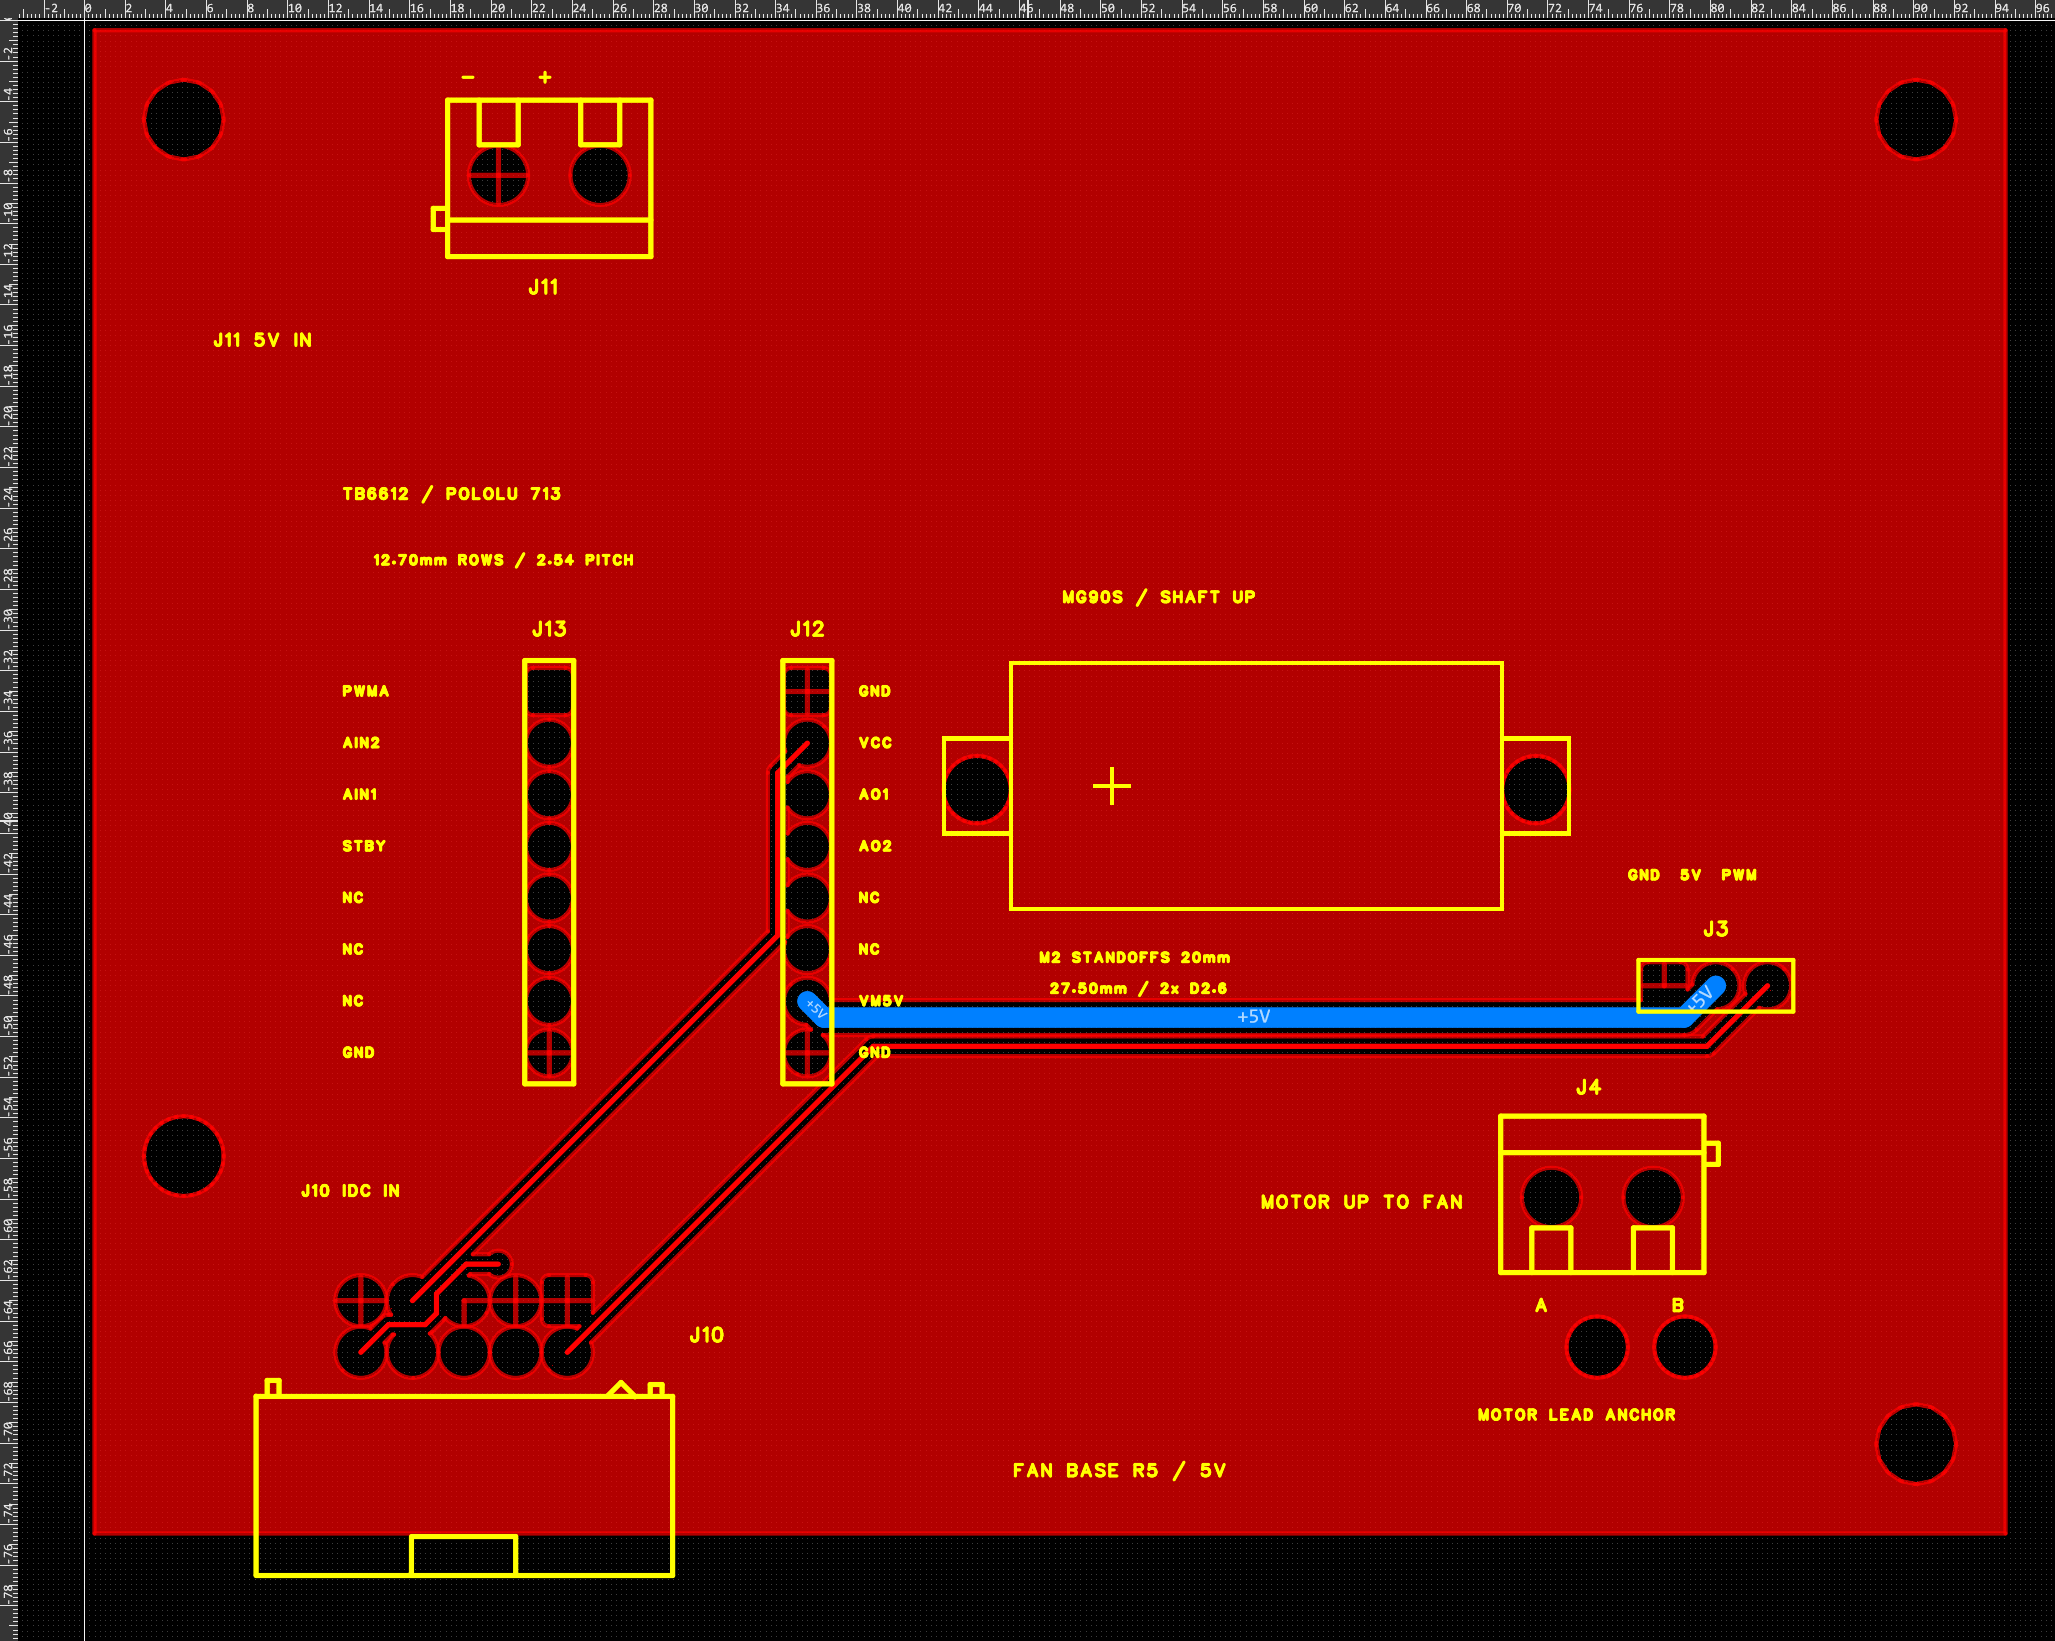 - +
J11
J11 5V IN
TB6612 / POLOLU 713
12.70mm ROWS / 2.54 PITCH
MG90S / SHAFT UP
J13 J12
PWMA GND
AIN2 VCC
AIN1 AO1
STBY AO2
NC NC
NC NC
NC VM5V
GND GND
GND 5V PWM
J3
M2 STANDOFFS 20mm
27.50mm / 2x D2.6
+5V +5V +5V
J4
J10 IDC IN
MOTOR UP TO FAN
A B
J10
MOTOR LEAD ANCHOR
FAN BASE R5 / 5V